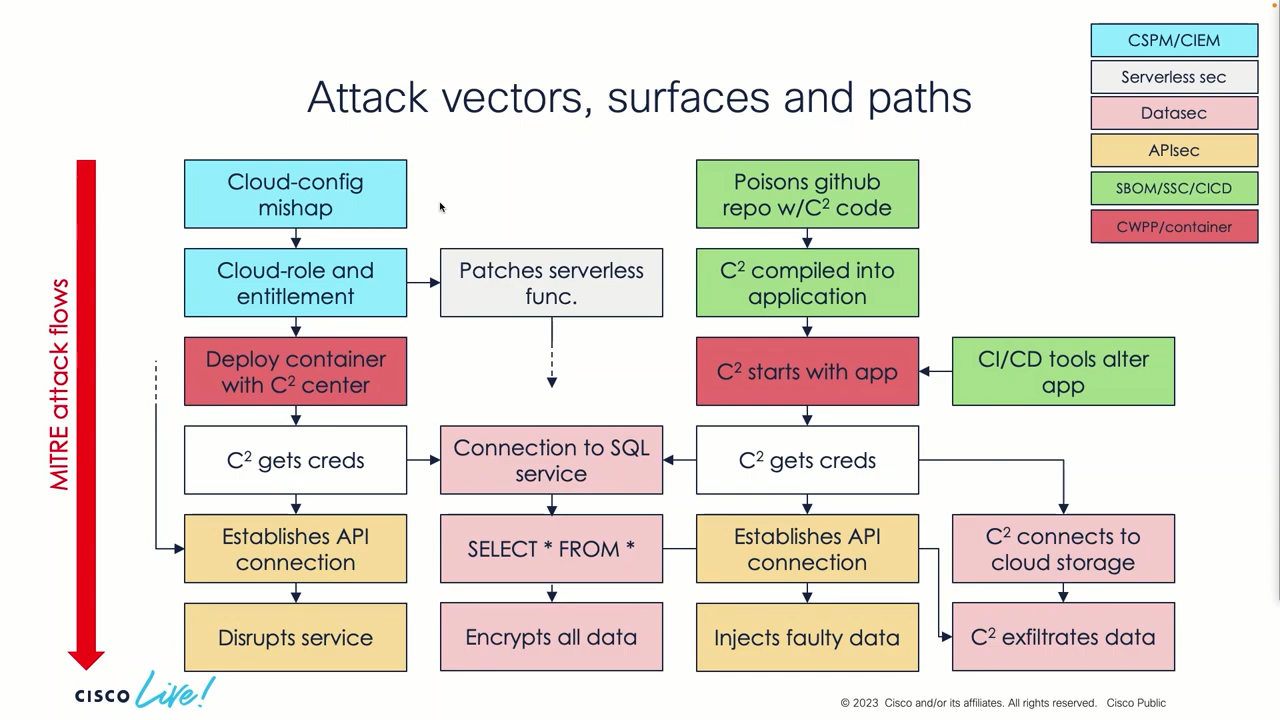 CSPM/CIEM
Serverless sec
Datasec
APIsec
SBOM/SSC/CICD
CWPP/container
Attack vectors, surfaces and paths
MITRE attack flows
Cloud-config
mishap
Poisons github
repo w/C² code
Cloud-role and
entitlement
Patches serverless
func.
C² compiled into
application
Deploy container
with C² center
C² starts with app
CI/CD tools alter
app
C² gets creds
Connection to SQL
service
C² gets creds
Establishes API
connection
SELECT * FROM *
Establishes API
connection
C² connects to
cloud storage
Disrupts service
Encrypts all data
Injects faulty data
C² exfiltrates data
CISCO Live!
© 2023 Cisco and/or its affiliates. All rights reserved. Cisco Public